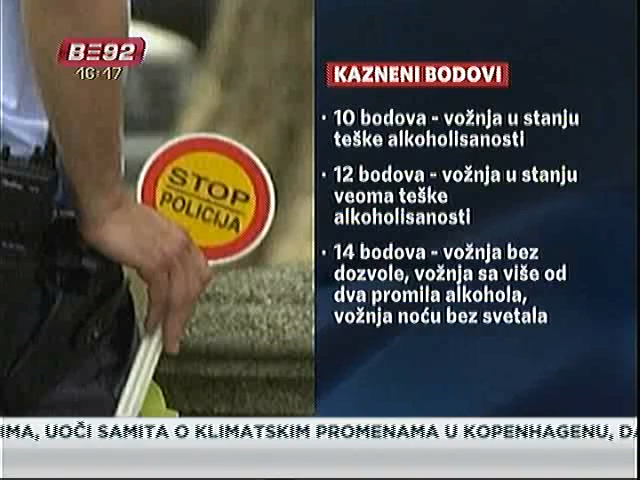 B92
16:17
STOP
POLICIJA
KAZNENI BODOVI
• 10 bodova - vožnja u stanju
teške alkoholisanosti
• 12 bodova - vožnja u stanju
veoma teške
alkoholisanosti
• 14 bodova - vožnja bez
dozvole, vožnja sa više od
dva promila alkohola,
vožnja noću bez svetala
IMA, UOČI SAMITA O KLIMATSKIM PROMENAMA U KOPENHAGENU, DA